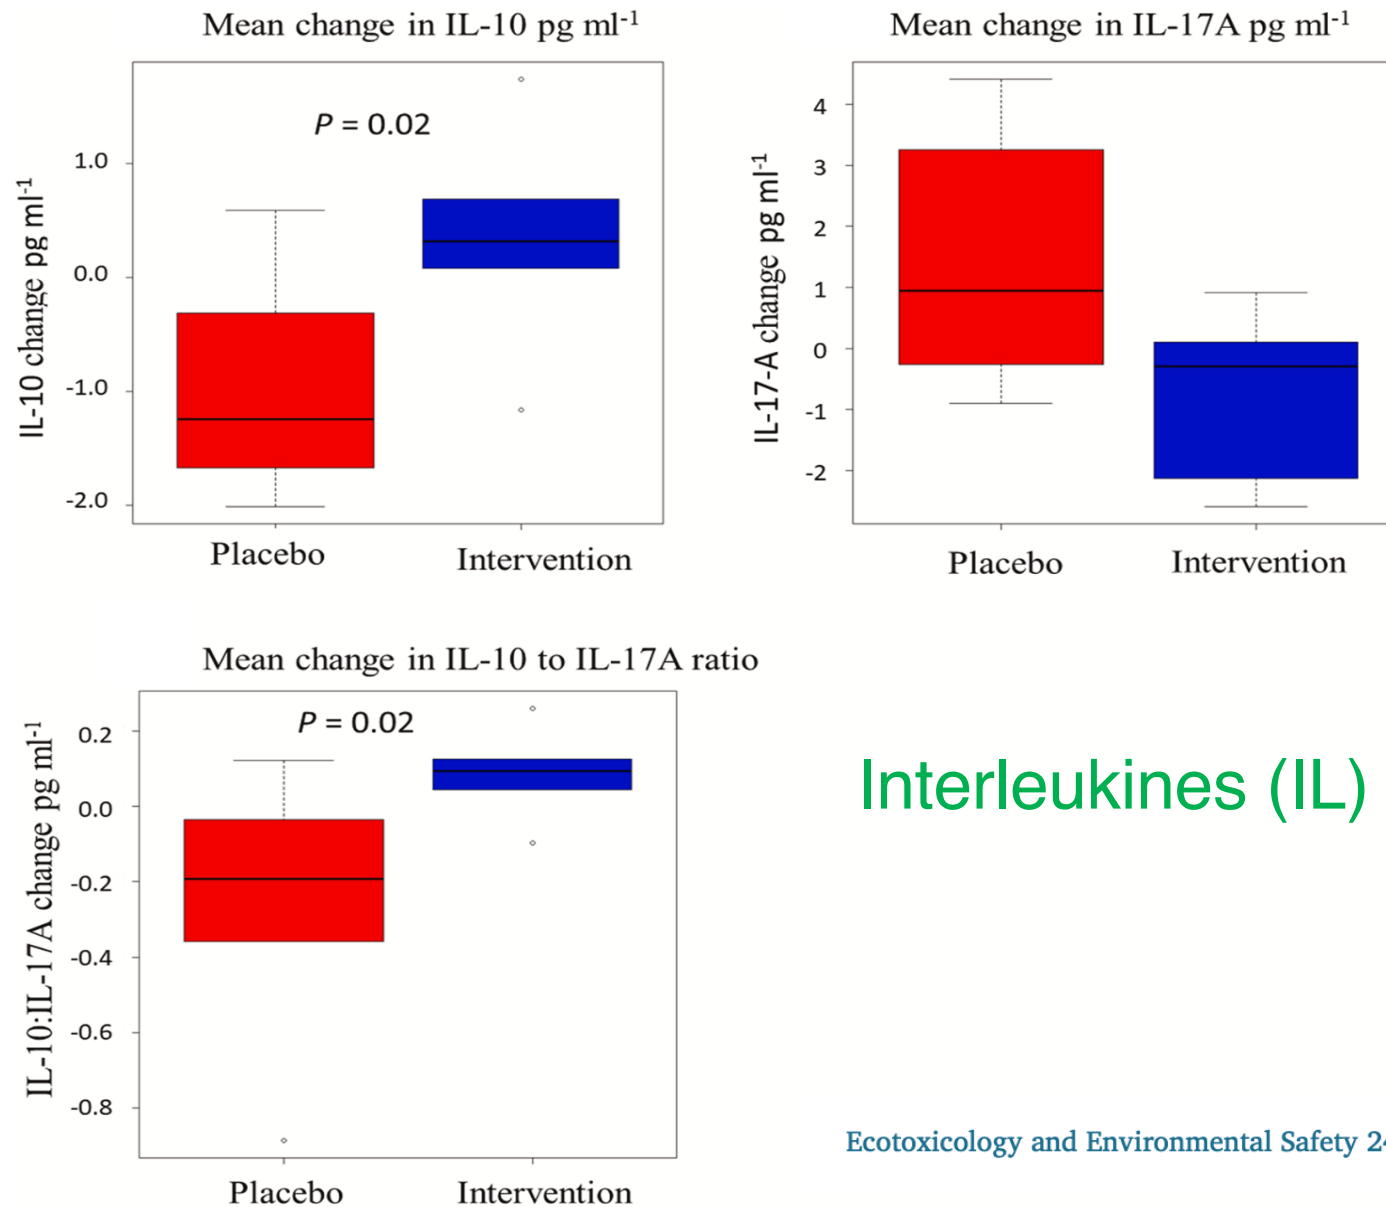 Mean change in IL-10 pg ml⁻¹
IL-10 change pg ml⁻¹
P = 0.02
1.0
0.0
-1.0
-2.0
Placebo
Intervention
Mean change in IL-17A pg ml⁻¹
IL-17-A change pg ml⁻¹
4
3
2
1
0
-1
-2
Placebo
Intervention
Mean change in IL-10 to IL-17A ratio
IL-10:IL-17A change pg ml⁻¹
P = 0.02
0.2
0.0
-0.2
-0.4
-0.6
-0.8
Placebo
Intervention
Interleukines (IL)
Ecotoxicology and Environmental Safety